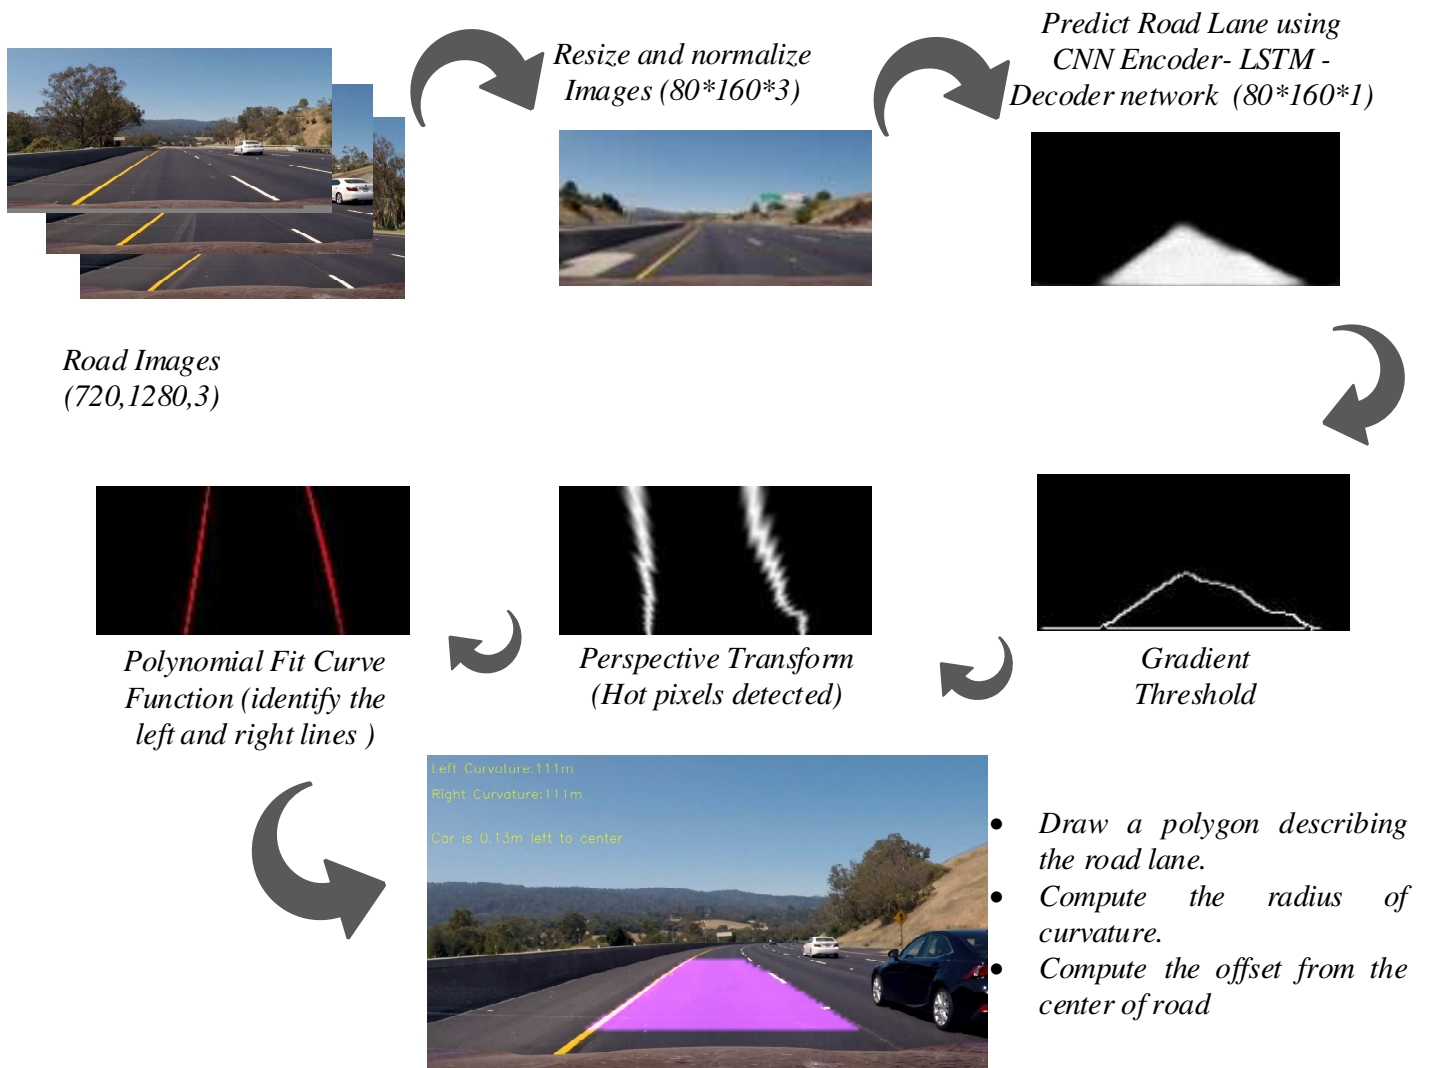 Resize and normalize
Images (80*160*3)
Predict Road Lane using
CNN Encoder- LSTM -
Decoder network (80*160*1)
Road Images
(720,1280,3)
Polynomial Fit Curve
Function (identify the
left and right lines )
Perspective Transform
(Hot pixels detected)
Gradient
Threshold
Left Curvature:111m
Right Curvature:111m
Car is 0.13m left to center
• Draw a polygon describing
the road lane.
• Compute the radius of
curvature.
• Compute the offset from the
center of road